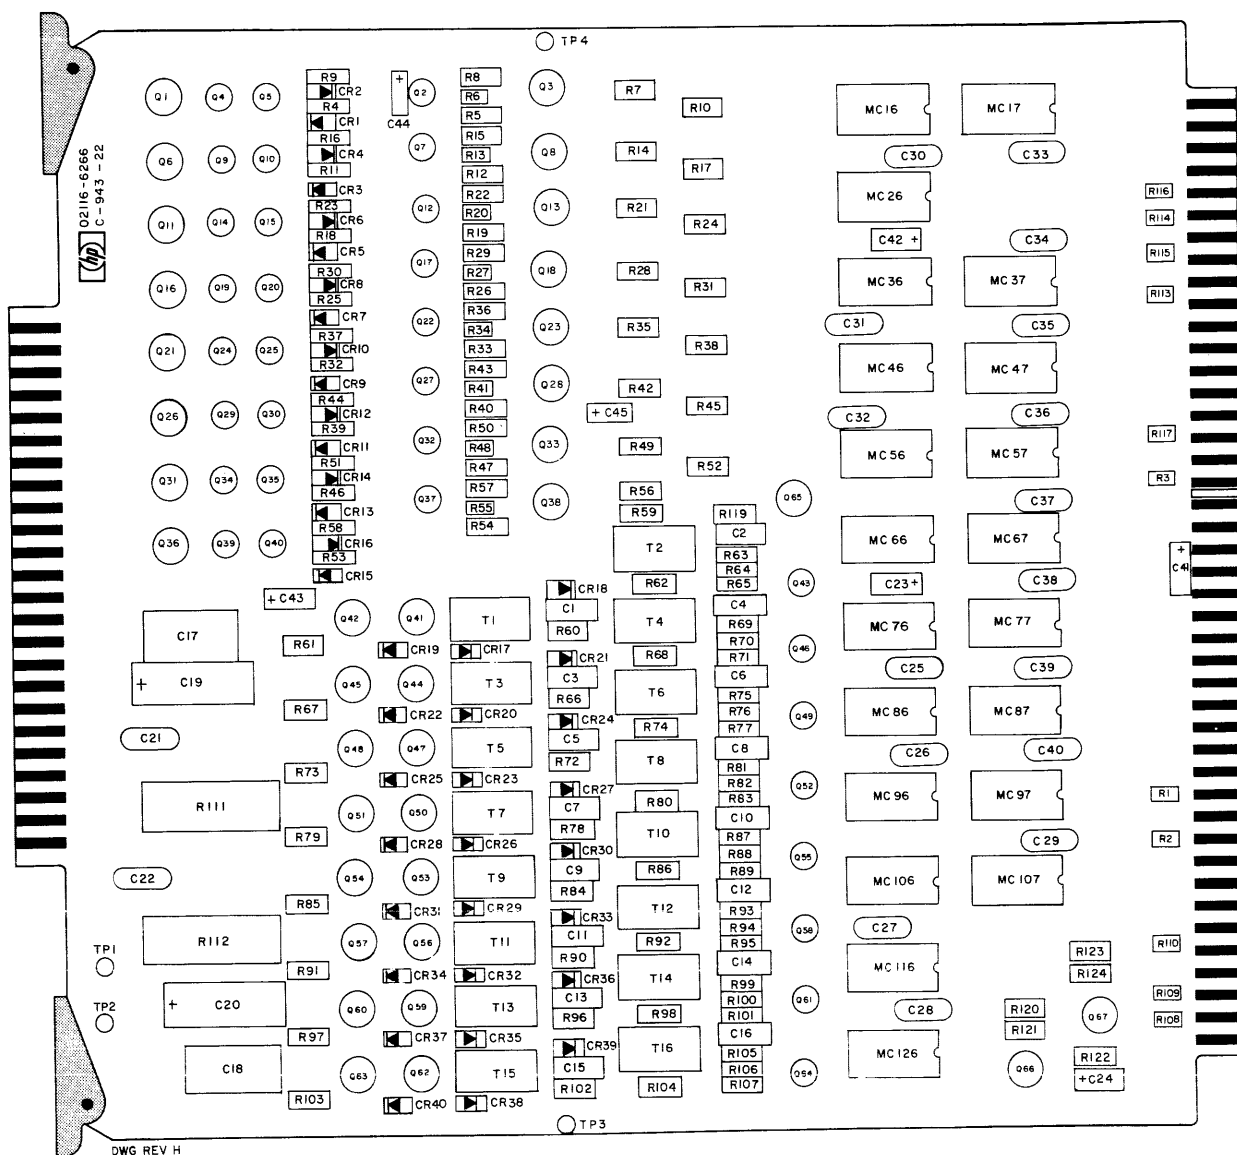 TP4
02116-6266
C-943-22
hp
Q1 Q4 Q5
Q6 Q9 Q10
Q11 Q14 Q15
Q16 Q19 Q20
Q21 Q24 Q25
Q26 Q29 Q30
Q31 Q34 Q35
Q36 Q39 Q40
R9
CR2
R4
CR1
R16
CR4
R11
CR3
R23
CR6
R18
CR5
R30
CR8
R25
CR7
R37
CR10
R32
CR9
R44
CR12
R39
CR11
R51
CR14
R46
CR13
R58
CR16
R53
CR15
+
C44
Q2
Q7
Q12
Q17
Q22
Q27
Q32
Q37
R8
R6
R5
R15
R13
R12
R22
R20
R19
R29
R27
R26
R36
R34
R33
R43
R41
R40
R50
R48
R47
R57
R55
R54
Q3
Q8
Q13
Q18
Q23
Q28
Q33
Q38
R7
R14
R21
R28
R35
R42
+C45
R49
R56
R59
R10
R17
R24
R31
R38
R45
R52
MC16 MC17
C30 C33
MC26
C42+ C34
MC36 MC37
C31 C35
MC46 MC47
C32 C36
MC56 MC57
Q65 C37
MC66 MC67
C23+ C38
MC76 MC77
C25 C39
MC86 MC87
C26 C40
MC96 MC97
C29
MC106 MC107
C27
MC116
C28
MC126
R116
R114
R115
R113
R117
R3
+
C41
R1
R2
R110
R109
R108
R123
R124
R120
R121
Q67
R122
+C24
Q66
+C43
C17
+ C19
C21
R111
C22
R112
+ C20
C18
TP1
TP2
R61
R67
R73
R79
R85
R91
R97
R103
Q42 Q41
Q45 Q44
Q48 Q47
Q51 Q50
Q54 Q53
Q57 Q56
Q60 Q59
Q63 Q62
T1
CR19 CR17
T3
CR22 CR20
T5
CR25 CR23
T7
CR28 CR26
T9
CR31 CR29
T11
CR34 CR32
T13
CR37 CR35
T15
CR40 CR38
CR18
C1
R60
CR21
C3
R66
CR24
C5
R72
CR27
C7
R78
CR30
C9
R84
CR33
C11
R90
CR36
C13
R96
CR39
C15
R102
T2
R62
T4
R68
T6
R74
T8
R80
T10
R86
T12
R92
T14
R98
T16
R104
R119
C2
R63
R64
R65
C4
R69
R70
R71
C6
R75
R76
R77
C8
R81
R82
R83
C10
R87
R88
R89
C12
R93
R94
R95
C14
R99
R100
R101
C16
R105
R106
R107
Q43
Q46
Q49
Q52
Q55
Q58
Q61
Q64
TP3
DWG REV H